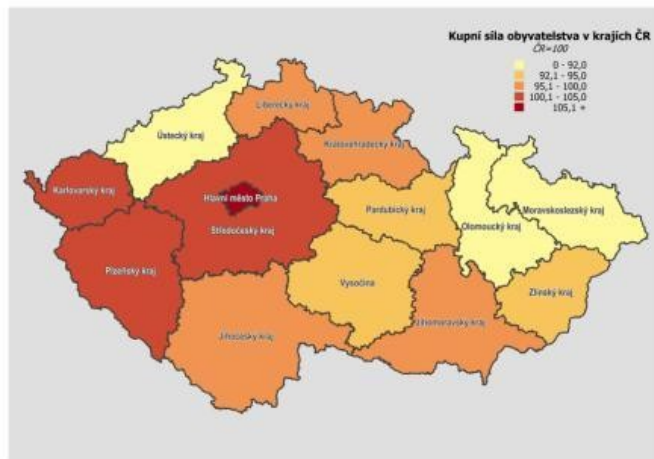 Kupní síla obyvatelstva v krajích ČR
ČR=100
0 - 92,0
92,1 - 95,0
95,1 - 100,0
100,1 - 105,0
105,1 +
Liberecký kraj
Ústecký kraj
Královéhradecký kraj
Karlovarský kraj
Hlavní město Praha
Pardubický kraj
Moravskoslezský kraj
Středočeský kraj
Olomoucký kraj
Plzeňský kraj
Vysočina
Zlínský kraj
Jihočeský kraj
Jihomoravský kraj